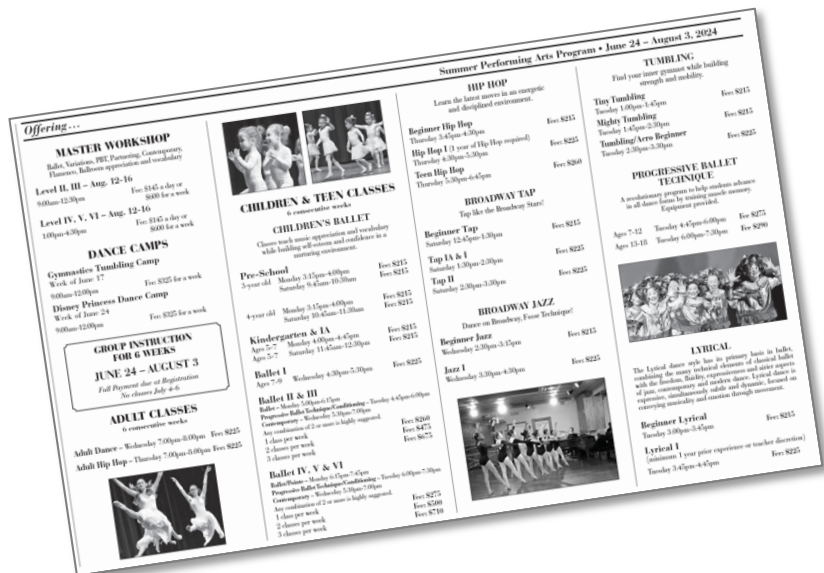 Summer Performing Arts Program • June 24 – August 3, 2024
Offering…
MASTER WORKSHOP
Ballet, Variations, PBT, Partnering, Contemporary,
Flamenco, Ballroom appreciation and vocabulary
Level II, III – Aug. 12-16
9:00am-12:30pm Fee: $145 a day or
$600 for a week
Level IV, V, VI – Aug. 12-16
1:00pm-4:30pm Fee: $145 a day or
$600 for a week
DANCE CAMPS
Gymnastics Tumbling Camp
Week of June 17
9:00am-12:00pm Fee: $325 for a week
Disney Princess Dance Camp
Week of June 24
9:00am-12:00pm Fee: $325 for a week
GROUP INSTRUCTION
FOR 6 WEEKS
JUNE 24 – AUGUST 3
Full Payment due at Registration
No classes July 4-6
ADULT CLASSES
6 consecutive weeks
Adult Dance – Wednesday 7:00pm-8:00pm Fee: $225
Adult Hip Hop – Thursday 7:00pm-8:00pm Fee: $225
CHILDREN & TEEN CLASSES
6 consecutive weeks
CHILDREN'S BALLET
Classes teach music appreciation and vocabulary
while building self-esteem and confidence in a
nurturing environment.
Pre-School
3-year old Monday 3:15pm-4:00pm Fee: $215
Saturday 9:45am-10:30am Fee: $215
4-year old Monday 3:15pm-4:00pm Fee: $215
Saturday 10:45am-11:30am Fee: $215
Kindergarten & IA
Ages 5-7 Monday 4:00pm-4:45pm Fee: $215
Ages 5-7 Saturday 11:45am-12:30pm Fee: $215
Ballet I
Ages 7-9 Wednesday 4:30pm-5:30pm Fee: $225
Ballet II & III
Ballet – Monday 5:00pm-6:15pm
Progressive Ballet Technique/Conditioning – Tuesday 4:45pm-6:00pm
Contemporary – Wednesday 5:30pm-7:00pm
Any combination of 2 or more is highly suggested.
1 class per week Fee: $260
2 classes per week Fee: $475
3 classes per week Fee: $675
Ballet IV, V & VI
Ballet/Pointe – Monday 6:15pm-7:45pm
Progressive Ballet Technique/Conditioning – Tuesday 6:00pm-7:30pm
Contemporary – Wednesday 5:30pm-7:00pm
Any combination of 2 or more is highly suggested.
1 class per week Fee: $275
2 classes per week Fee: $500
3 classes per week Fee: $710
HIP HOP
Learn the latest moves in an energetic
and disciplined environment.
Beginner Hip Hop
Thursday 3:45pm-4:30pm Fee: $215
Hip Hop I (1 year of Hip Hop required)
Thursday 4:30pm-5:30pm Fee: $225
Teen Hip Hop
Thursday 5:30pm-6:45pm Fee: $260
BROADWAY TAP
Tap like the Broadway Stars!
Beginner Tap
Saturday 12:45pm-1:30pm Fee: $215
Tap IA & I
Saturday 1:30pm-2:30pm Fee: $225
Tap II
Saturday 2:30pm-3:30pm Fee: $225
BROADWAY JAZZ
Dance on Broadway, Fosse Technique!
Beginner Jazz
Wednesday 2:30pm-3:15pm Fee: $215
Jazz I
Wednesday 3:30pm-4:30pm Fee: $225
TUMBLING
Find your inner gymnast while building
strength and mobility.
Tiny Tumbling Fee: $215
Tuesday 1:00pm-1:45pm
Mighty Tumbling Fee: $215
Tuesday 1:45pm-2:30pm
Tumbling/Acro Beginner Fee: $225
Tuesday 2:30pm-3:30pm
PROGRESSIVE BALLET
TECHNIQUE
A revolutionary program to help students advance
in all dance forms by training muscle memory.
Equipment provided.
Ages 7-12 Tuesday 4:45pm-6:00pm Fee $275
Ages 13-18 Tuesday 6:00pm-7:30pm Fee $290
LYRICAL
The Lyrical dance style has its primary basis in ballet,
combining the many technical elements of classical ballet
with the freedom, fluidity, expressiveness and airier aspects
of jazz, contemporary and modern dance. Lyrical dance is
expressive, simultaneously subtle and dynamic, focused on
conveying musicality and emotion through movement.
Beginner Lyrical
Tuesday 3:00pm-3:45pm Fee: $215
Lyrical I
(minimum 1 year prior experience or teacher discretion)
Tuesday 3:45pm-4:45pm Fee: $225